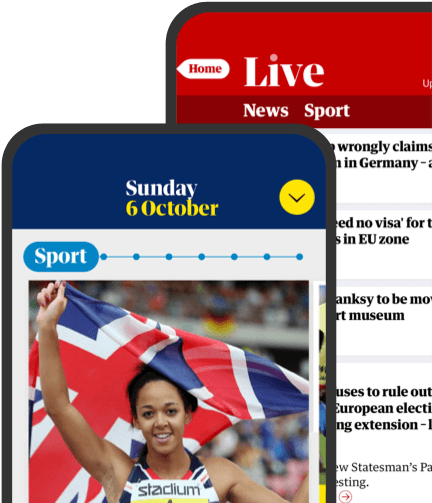 Home
Live
Up
News Sport
wrongly claims
in Germany –
Sunday
6 October
eed no visa' for t
s in EU zone
Sport
anksy to be mov
rt museum
uses to rule out
European electi
ng extension –
ew Statesman's Pa
esting.
stadium